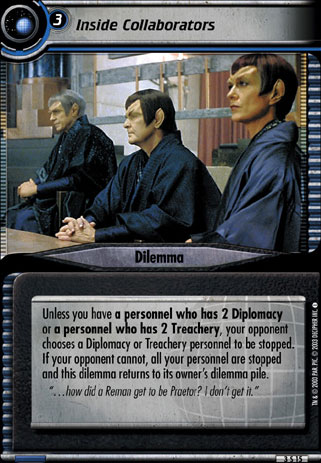 3
Inside Collaborators
Dilemma
Unless you have a personnel who has 2 Diplomacy
or a personnel who has 2 Treachery, your opponent
chooses a Diplomacy or Treachery personnel to be stopped.
If your opponent cannot, all your personnel are stopped
and this dilemma returns to its owner's dilemma pile.
"…how did a Reman get to be Praetor? I don't get it."
TM & © 2003 PAR. PIC. © 2003 DECIPHER INC.
3 S 15